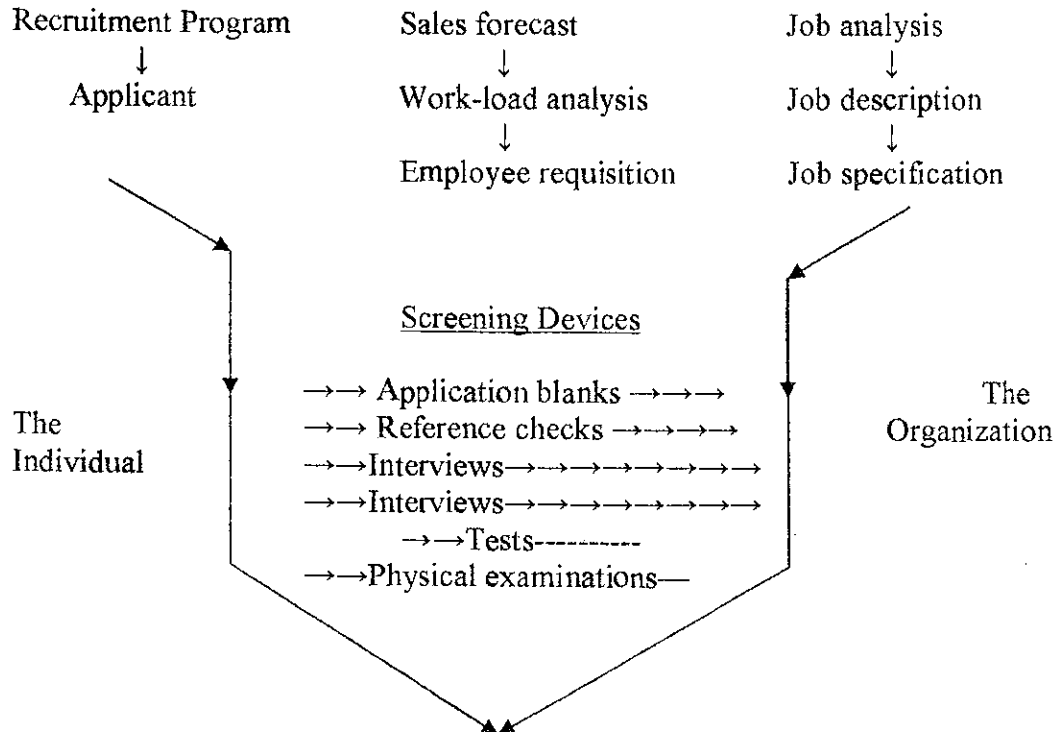 Recruitment Program Sales forecast Job analysis
↓ ↓ ↓
Applicant Work-load analysis Job description
↓ ↓
Employee requisition Job specification
Screening Devices
→→ Application blanks →→→→
→→ Reference checks →→→→→
→→Interviews→→→→→→→→→
→→Interviews→→→→→→→→→
→→Tests----------
→→Physical examinations—
The
Individual
The
Organization